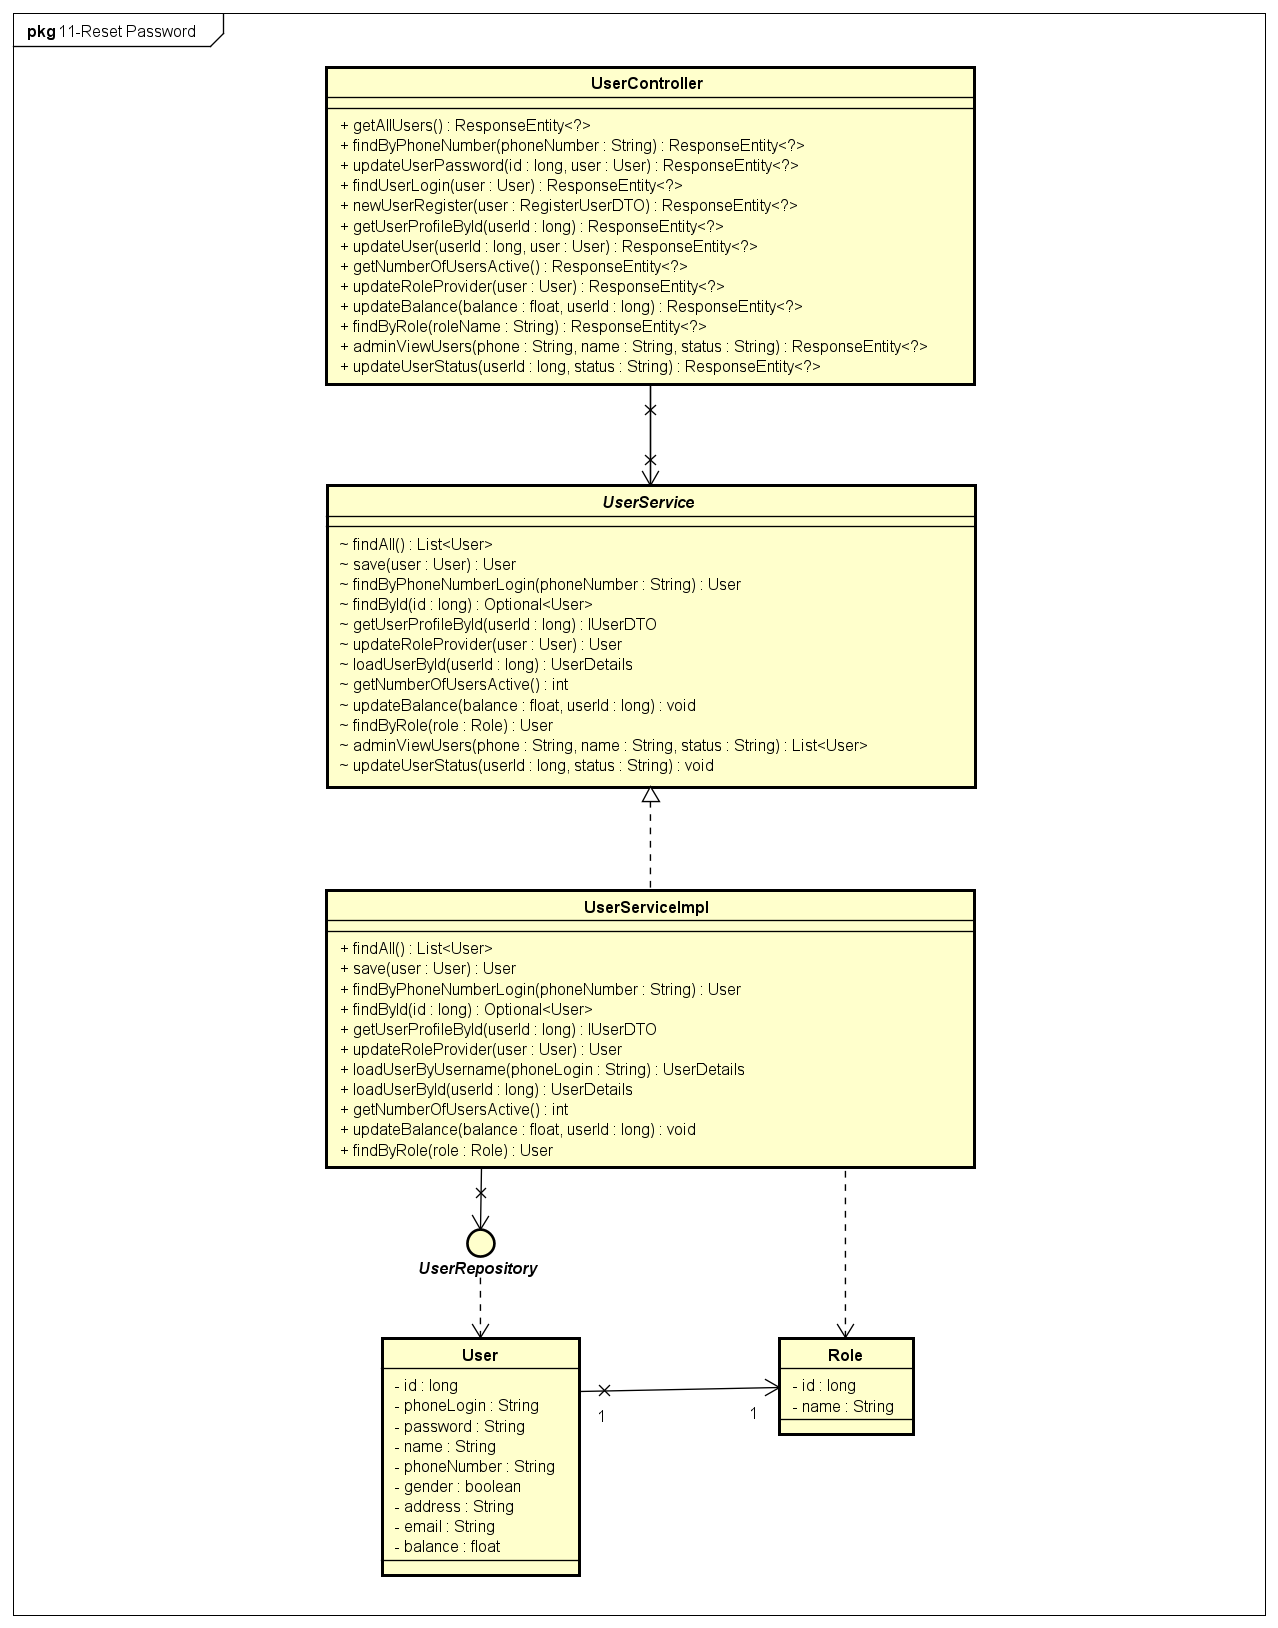 pkg 11-Reset Password
UserController
+ getAllUsers() : ResponseEntity<?>
+ findByPhoneNumber(phoneNumber : String) : ResponseEntity<?>
+ updateUserPassword(id : long, user : User) : ResponseEntity<?>
+ findUserLogin(user : User) : ResponseEntity<?>
+ newUserRegister(user : RegisterUserDTO) : ResponseEntity<?>
+ getUserProfileById(userId : long) : ResponseEntity<?>
+ updateUser(userId : long, user : User) : ResponseEntity<?>
+ getNumberOfUsersActive() : ResponseEntity<?>
+ updateRoleProvider(user : User) : ResponseEntity<?>
+ updateBalance(balance : float, userId : long) : ResponseEntity<?>
+ findByRole(roleName : String) : ResponseEntity<?>
+ adminViewUsers(phone : String, name : String, status : String) : ResponseEntity<?>
+ updateUserStatus(userId : long, status : String) : ResponseEntity<?>
UserService
~ findAll() : List<User>
~ save(user : User) : User
~ findByPhoneNumberLogin(phoneNumber : String) : User
~ findById(id : long) : Optional<User>
~ getUserProfileById(userId : long) : IUserDTO
~ updateRoleProvider(user : User) : User
~ loadUserById(userId : long) : UserDetails
~ getNumberOfUsersActive() : int
~ updateBalance(balance : float, userId : long) : void
~ findByRole(role : Role) : User
~ adminViewUsers(phone : String, name : String, status : String) : List<User>
~ updateUserStatus(userId : long, status : String) : void
UserServiceImpl
+ findAll() : List<User>
+ save(user : User) : User
+ findByPhoneNumberLogin(phoneNumber : String) : User
+ findById(id : long) : Optional<User>
+ getUserProfileById(userId : long) : IUserDTO
+ updateRoleProvider(user : User) : User
+ loadUserByUsername(phoneLogin : String) : UserDetails
+ loadUserById(userId : long) : UserDetails
+ getNumberOfUsersActive() : int
+ updateBalance(balance : float, userId : long) : void
+ findByRole(role : Role) : User
UserRepository
User
- id : long
- phoneLogin : String
- password : String
- name : String
- phoneNumber : String
- gender : boolean
- address : String
- email : String
- balance : float
1
1
Role
- id : long
- name : String